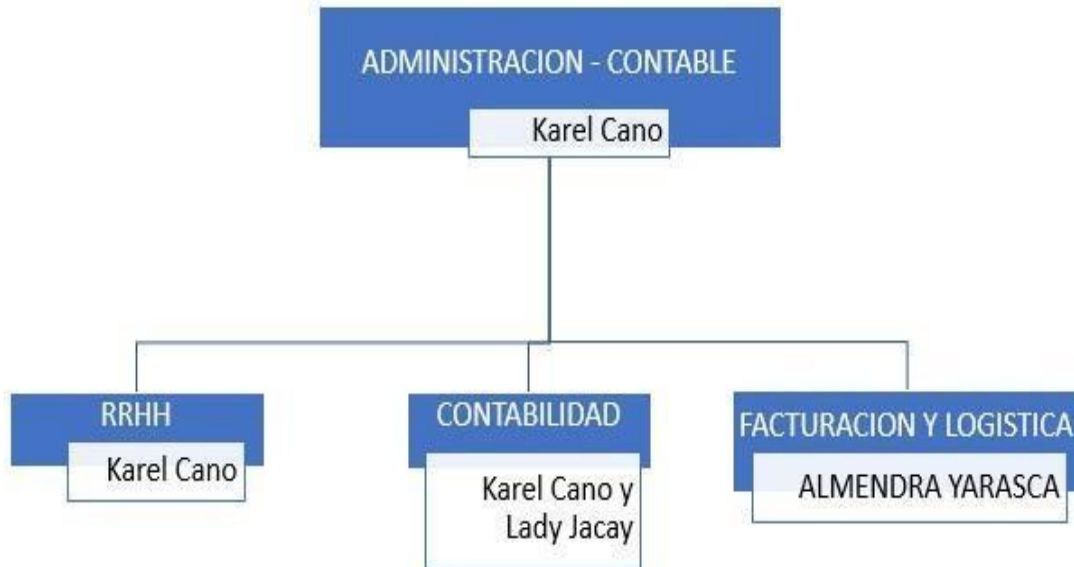 ADMINISTRACION - CONTABLE
Karel Cano
RRHH
Karel Cano
CONTABILIDAD
Karel Cano y
Lady Jacay
FACTURACION Y LOGISTICA
ALMENDRA YARASCA